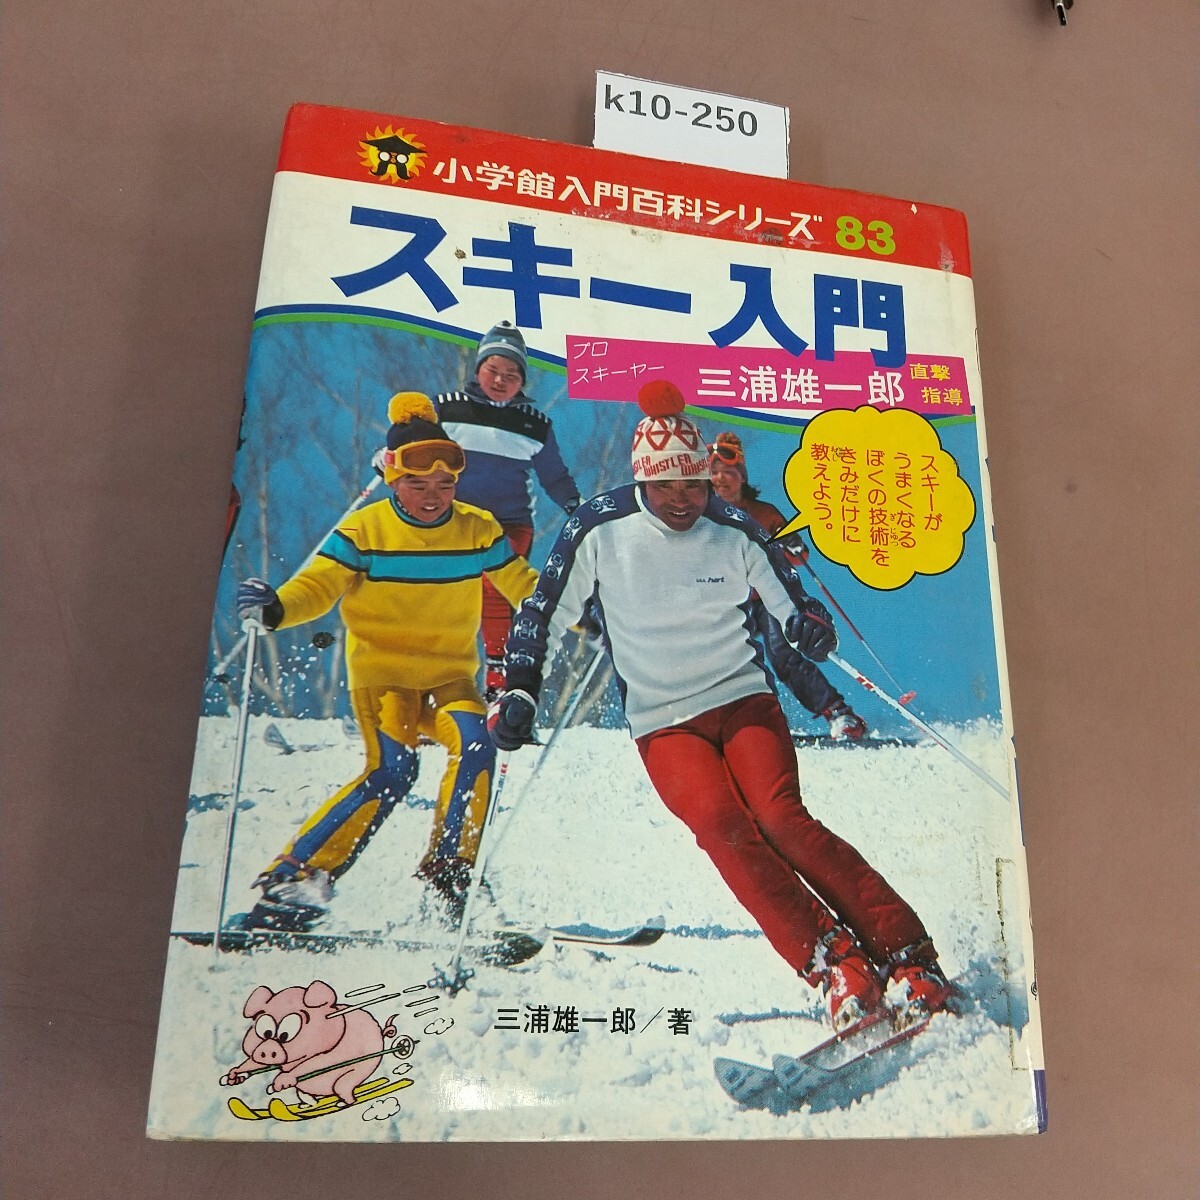 k10-250
小学館入門百科シリーズ 83
スキー入門
プロ
スキーヤー
三浦雄一郎
直撃
指導
スキーが
うまくなる
ぼくの技術を
きみだけに
教えよう。
WHISTLER
hart
三浦雄一郎/著